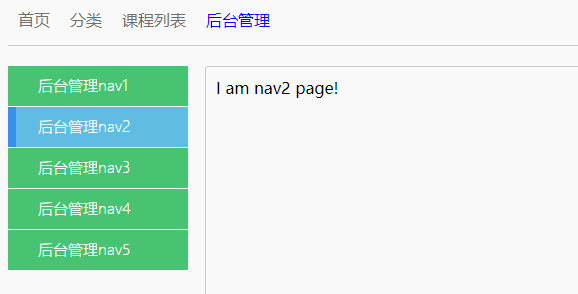 首页 分类 课程列表 后台管理
后台管理nav1
后台管理nav2
后台管理nav3
后台管理nav4
后台管理nav5
I am nav2 page!